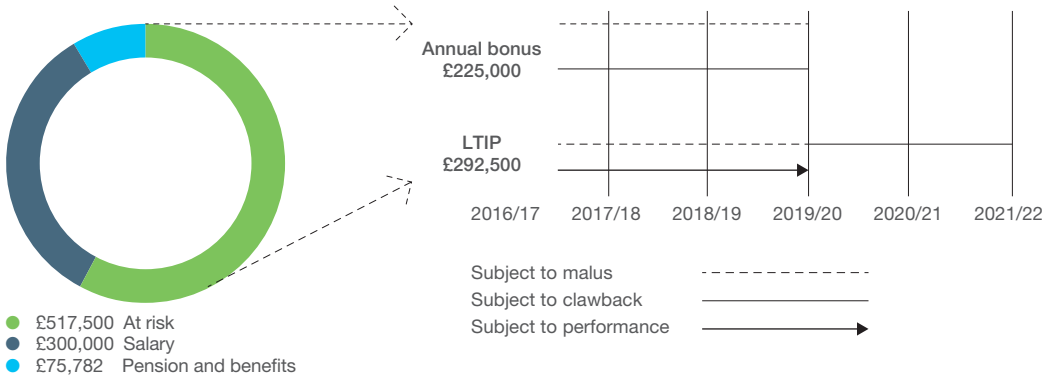 Annual bonus
£225,000
LTIP
£292,500
2016/17 2017/18 2018/19 2019/20 2020/21 2021/22
Subject to malus
Subject to clawback
Subject to performance
£517,500 At risk
£300,000 Salary
£75,782 Pension and benefits